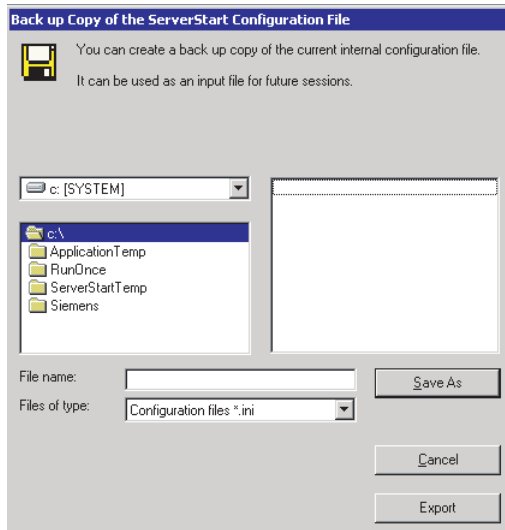 Back up Copy of the ServerStart Configuration File
You can create a back up copy of the current internal configuration file.
It can be used as an input file for future sessions.
c: [SYSTEM]
c:\
ApplicationTemp
RunOnce
ServerStartTemp
Siemens
File name:
Save As
Files of type:
Configuration files *.ini
Cancel
Export